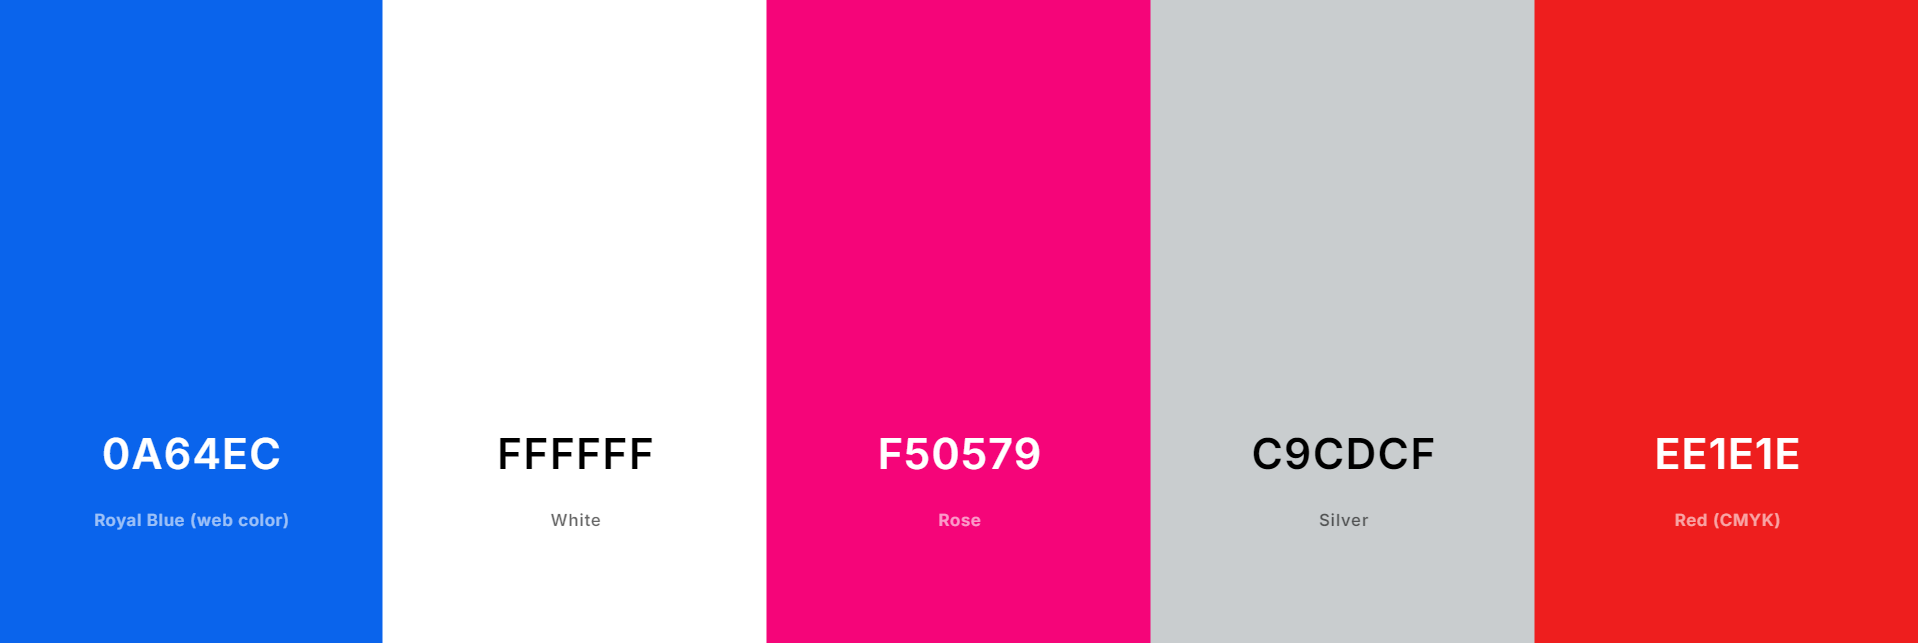 0A64EC
Royal Blue (web color)
FFFFFF
White
F50579
Rose
C9CDCF
Silver
EE1E1E
Red (CMYK)